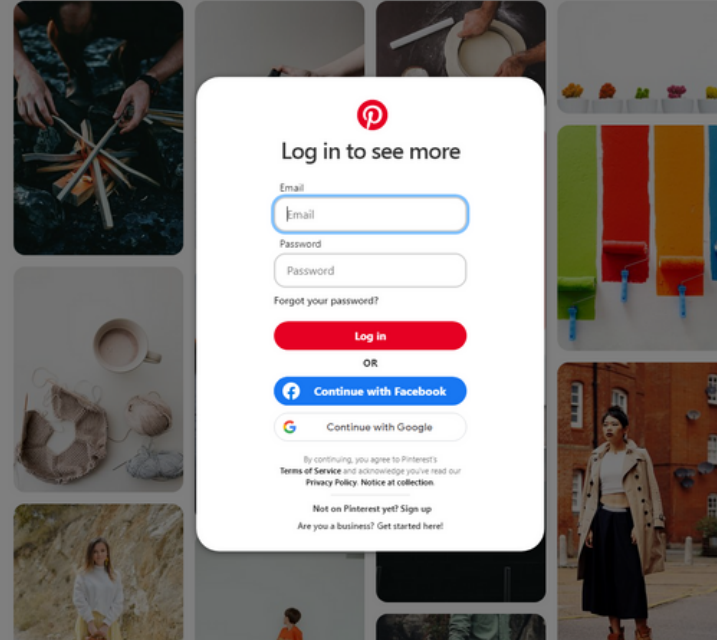 Log in to see more
Email
Email
Password
Password
Forgot your password?
Log in
OR
Continue with Facebook
Continue with Google
By continuing, you agree to Pinterest's
Terms of Service and acknowledge you've read our
Privacy Policy. Notice at collection.
Not on Pinterest yet? Sign up
Are you a business? Get started here!